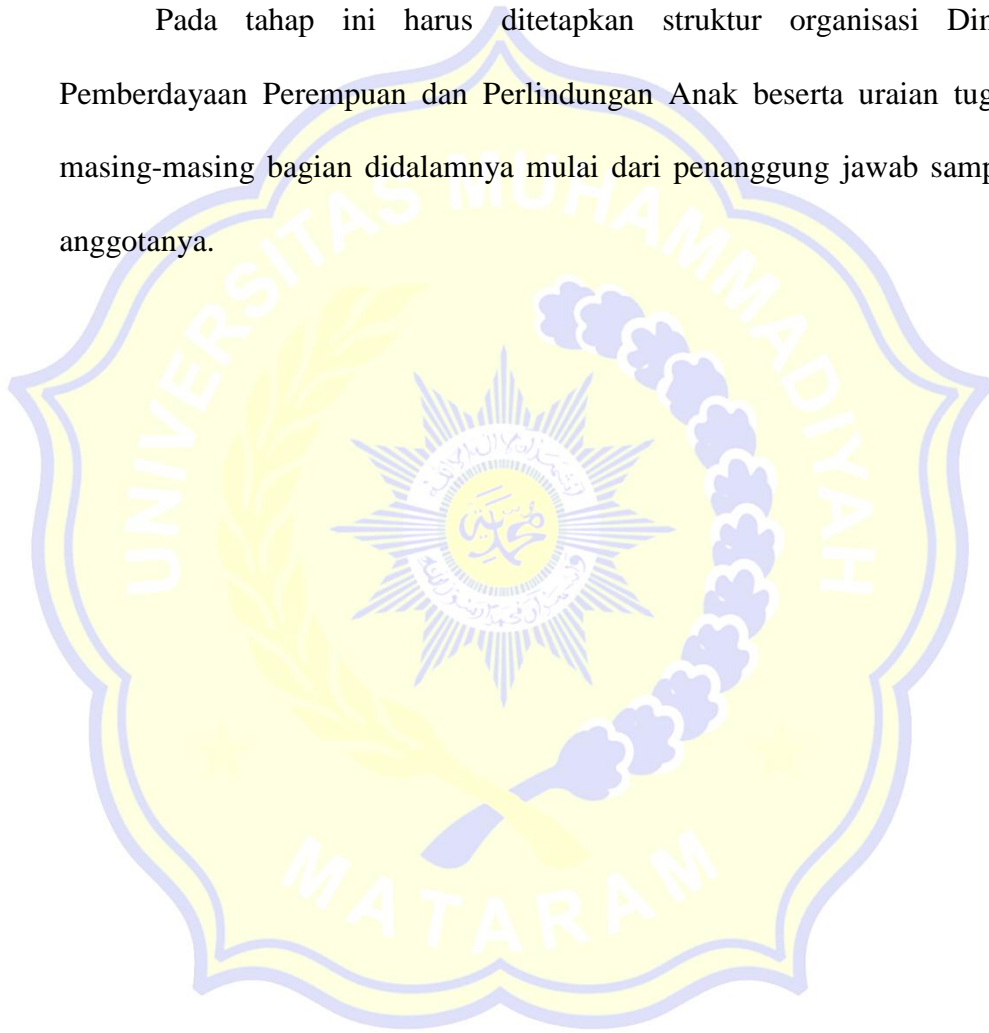 Pada tahap ini harus ditetapkan struktur organisasi Din
Pemberdayaan Perempuan dan Perlindungan Anak beserta uraian tug
masing-masing bagian didalamnya mulai dari penanggung jawab samp
anggotanya.
UNIVERSITAS MUHAMMADIYAH
MATARAM